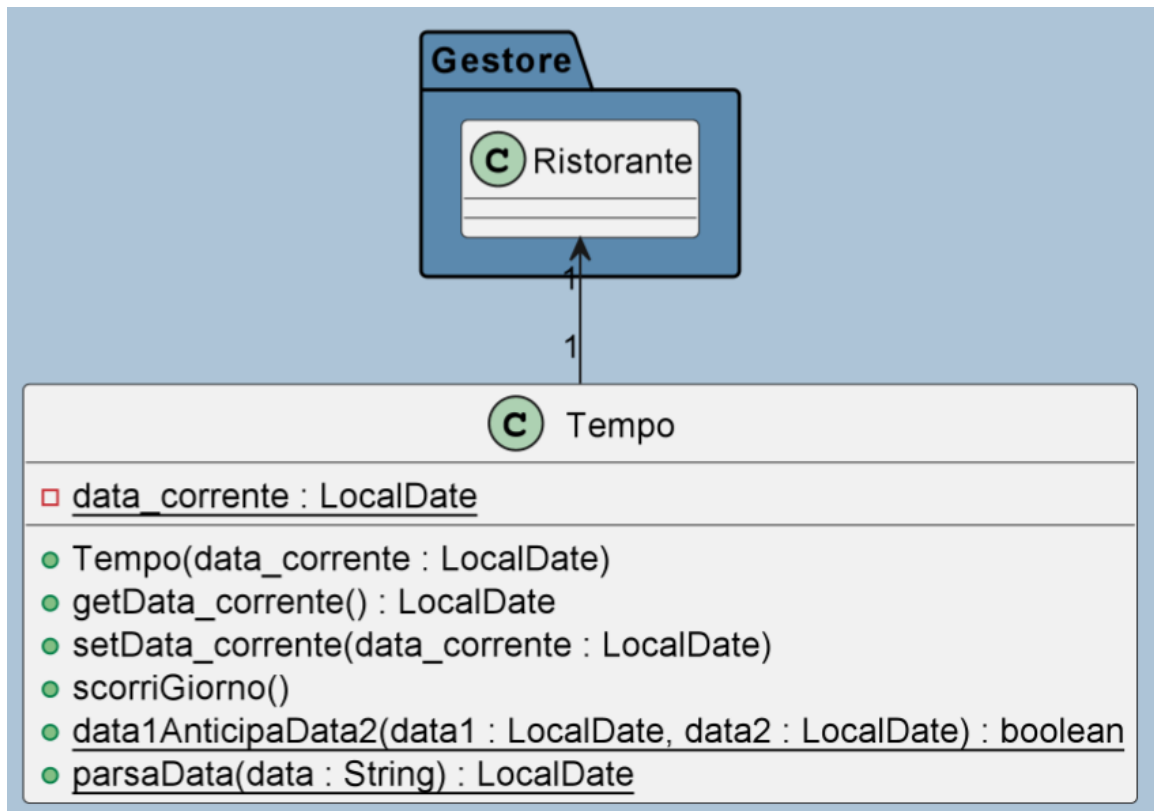 Gestore
C Ristorante
1
1
C Tempo
data_corrente : LocalDate
Tempo(data_corrente : LocalDate)
getData_corrente() : LocalDate
setData_corrente(data_corrente : LocalDate)
scorriGiorno()
data1AnticipaData2(data1 : LocalDate, data2 : LocalDate) : boolean
parsaData(data : String) : LocalDate